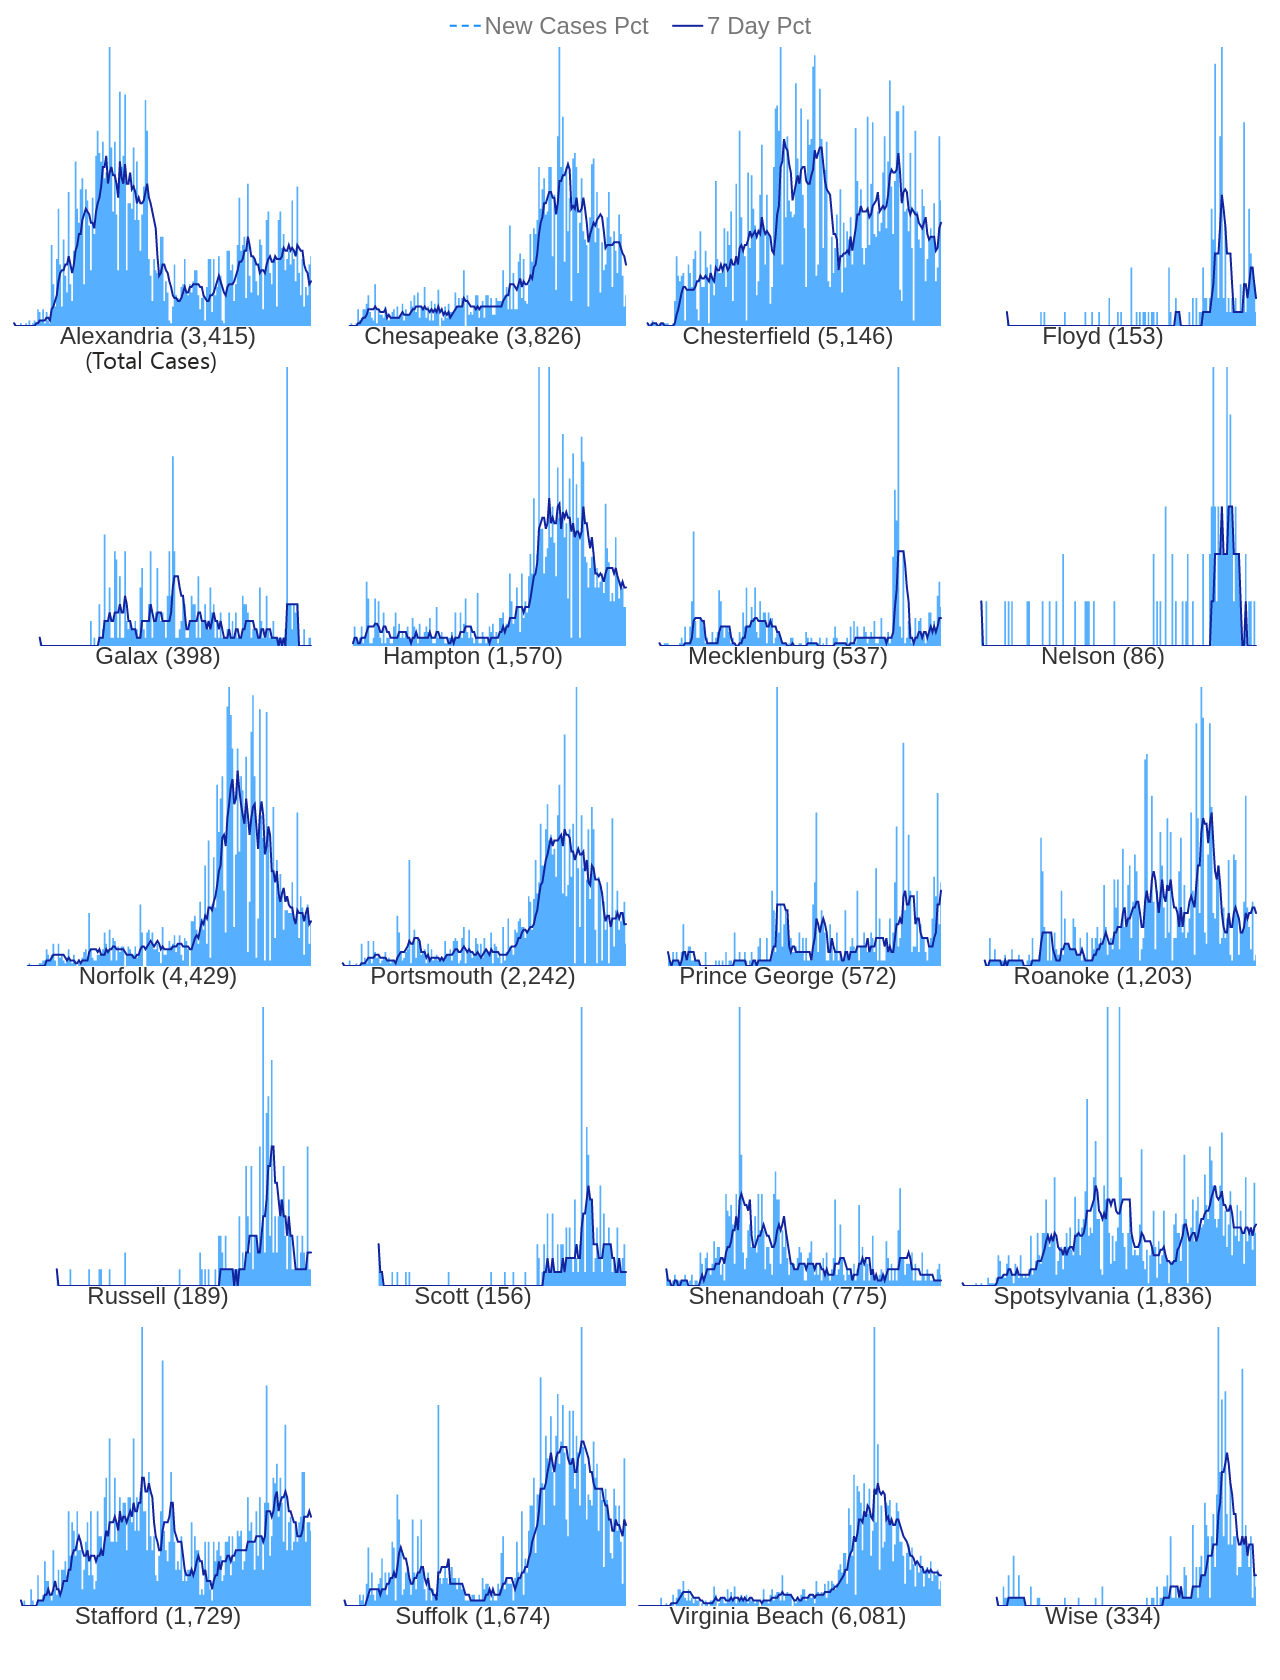 New Cases Pct 7 Day Pct
Alexandria (3,415) Chesapeake (3,826) Chesterfield (5,146) Floyd (153)
(Total Cases)
Galax (398) Hampton (1,570) Mecklenburg (537) Nelson (86)
Norfolk (4,429) Portsmouth (2,242) Prince George (572) Roanoke (1,203)
Russell (189) Scott (156) Shenandoah (775) Spotsylvania (1,836)
Stafford (1,729) Suffolk (1,674) Virginia Beach (6,081) Wise (334)